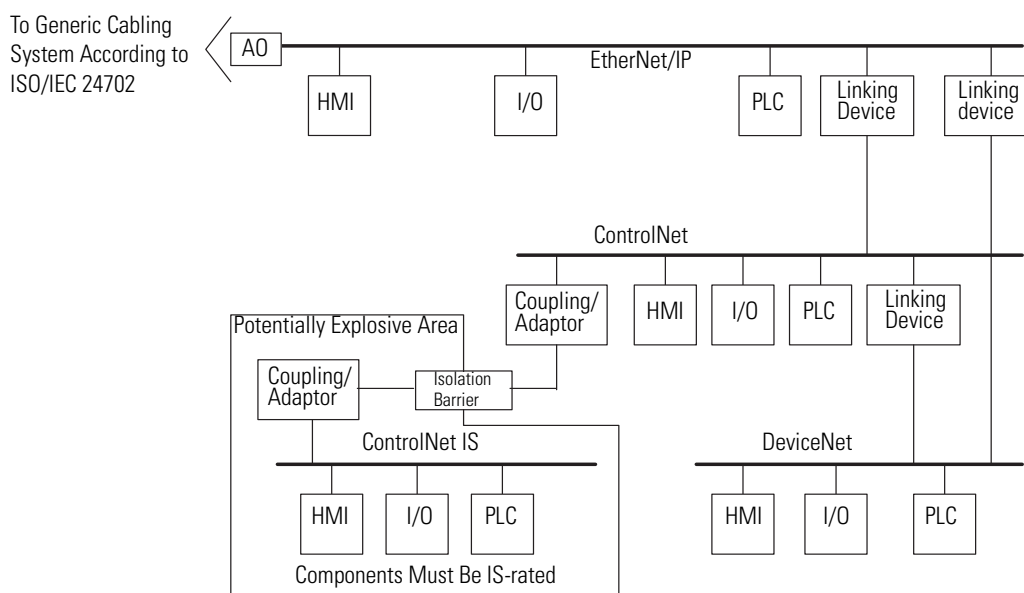 To Generic Cabling
System According to
ISO/IEC 24702
AO
EtherNet/IP
HMI
I/O
PLC
Linking
Device
Linking
device
ControlNet
Coupling/
Adaptor
HMI
I/O
PLC
Linking
Device
Potentially Explosive Area
Coupling/
Adaptor
Isolation
Barrier
ControlNet IS
DeviceNet
HMI
I/O
PLC
HMI
I/O
PLC
Components Must Be IS-rated